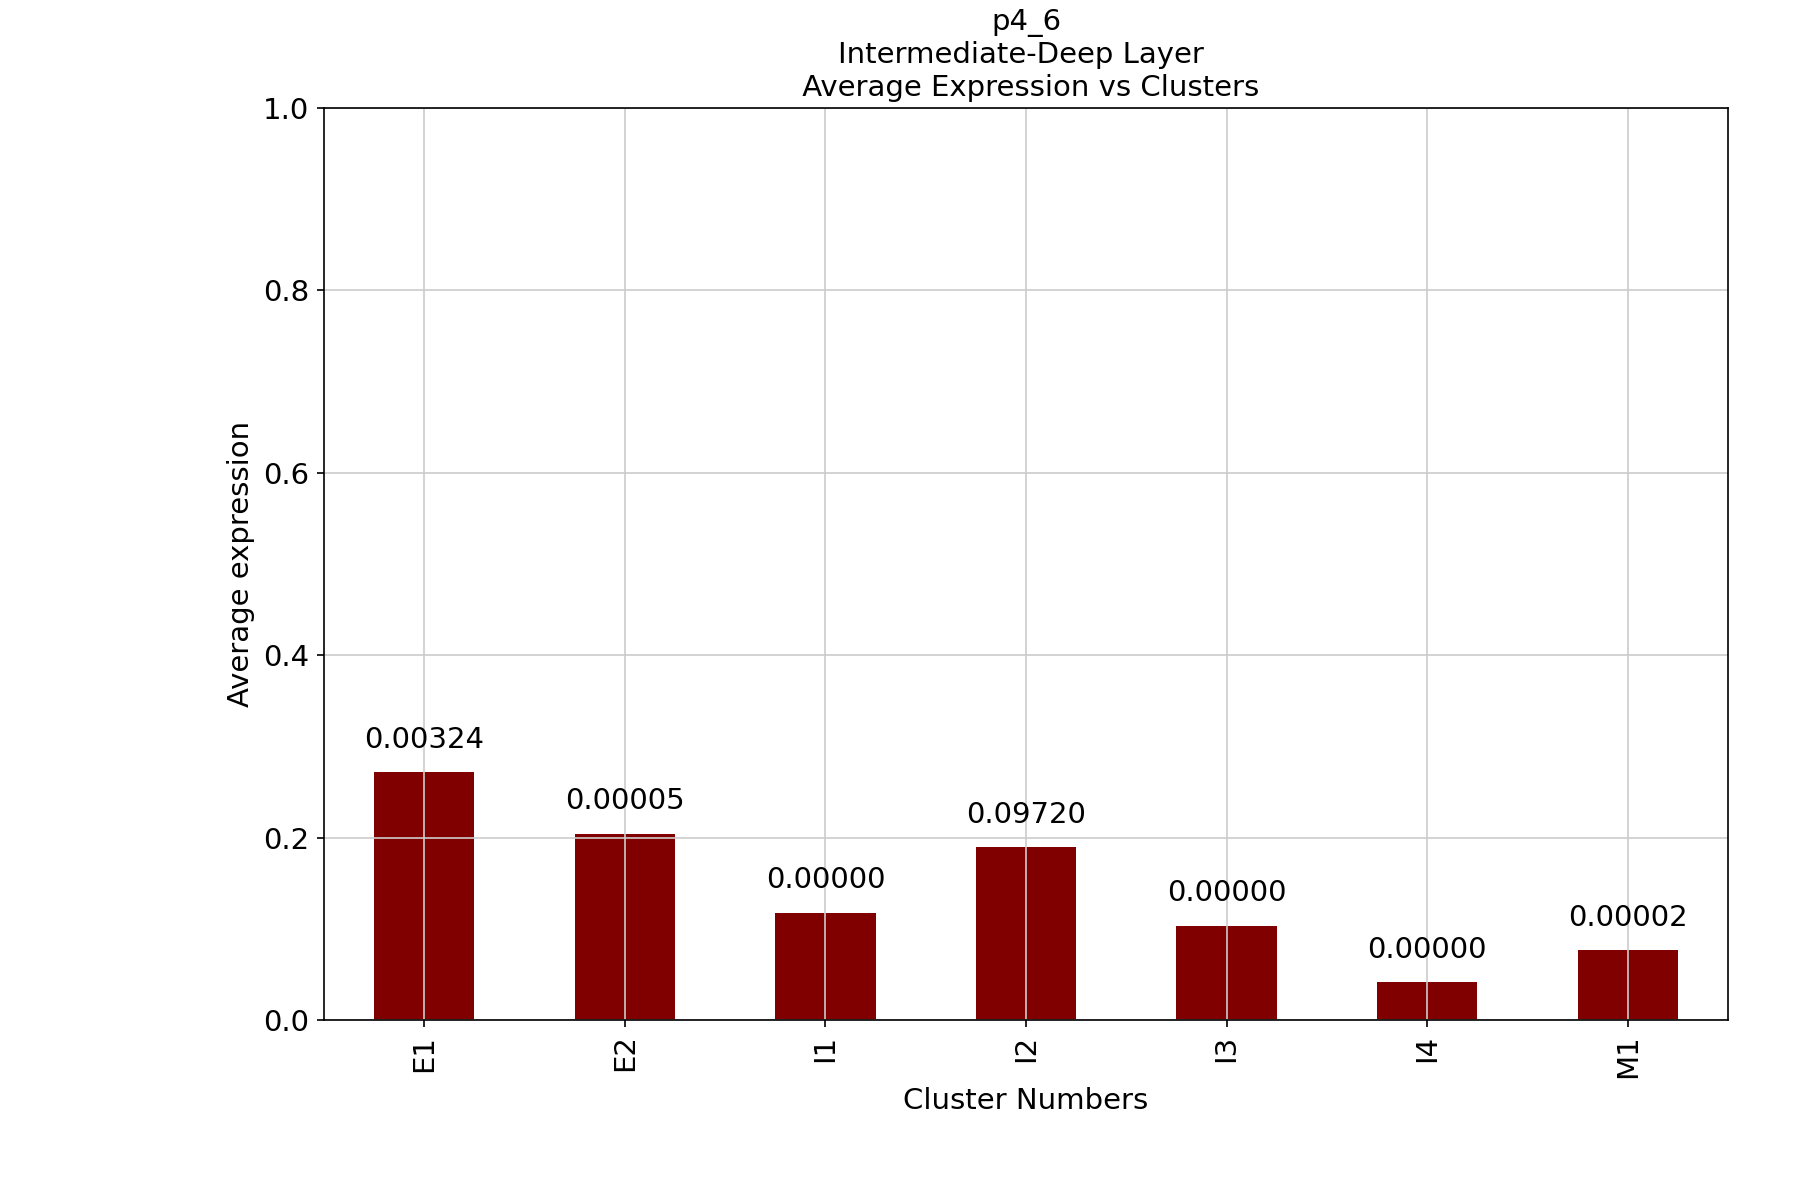 p4_6
Intermediate-Deep Layer
Average Expression vs Clusters
1.0
0.8
0.6
0.4
0.2
0.0
Average expression
0.00324
0.00005
0.00000
0.09720
0.00000
0.00000
0.00002
E1
E2
I1
I2
I3
I4
M1
Cluster Numbers